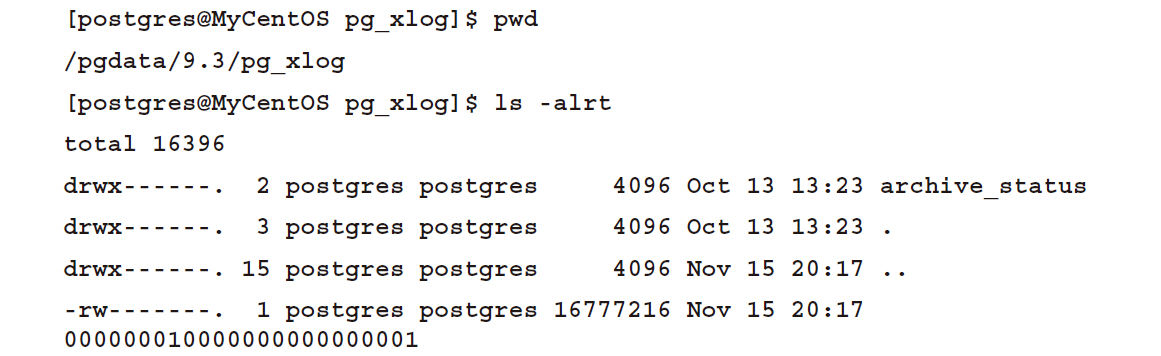 [postgres@MyCentOS pg_xlog]$ pwd
/pgdata/9.3/pg_xlog
[postgres@MyCentOS pg_xlog]$ ls -alrt
total 16396
drwx------.  2 postgres postgres     4096 Oct 13 13:23 archive_status
drwx------.  3 postgres postgres     4096 Oct 13 13:23 .
drwx------. 15 postgres postgres     4096 Nov 15 20:17 ..
-rw-------.  1 postgres postgres 16777216 Nov 15 20:17
000000010000000000000001